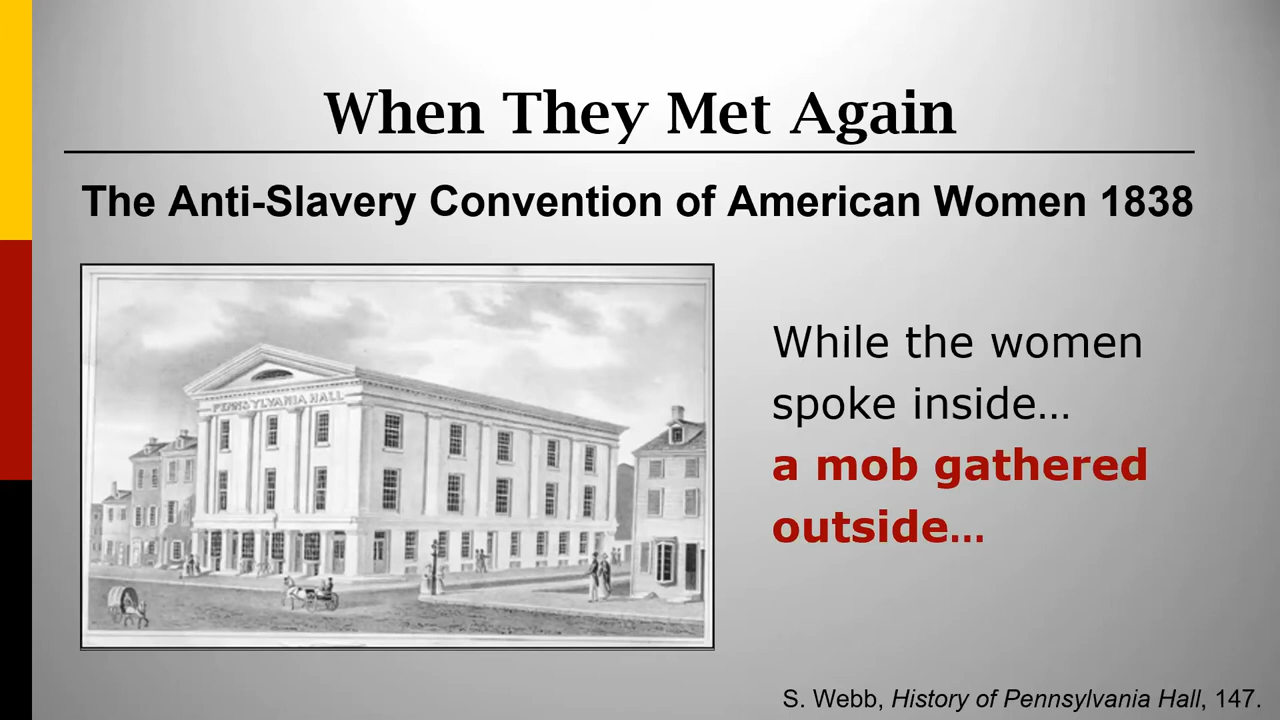 When They Met Again
The Anti-Slavery Convention of American Women 1838
PENNSYLVANIA HALL
While the women
spoke inside…
a mob gathered
outside…
S. Webb, History of Pennsylvania Hall, 147.